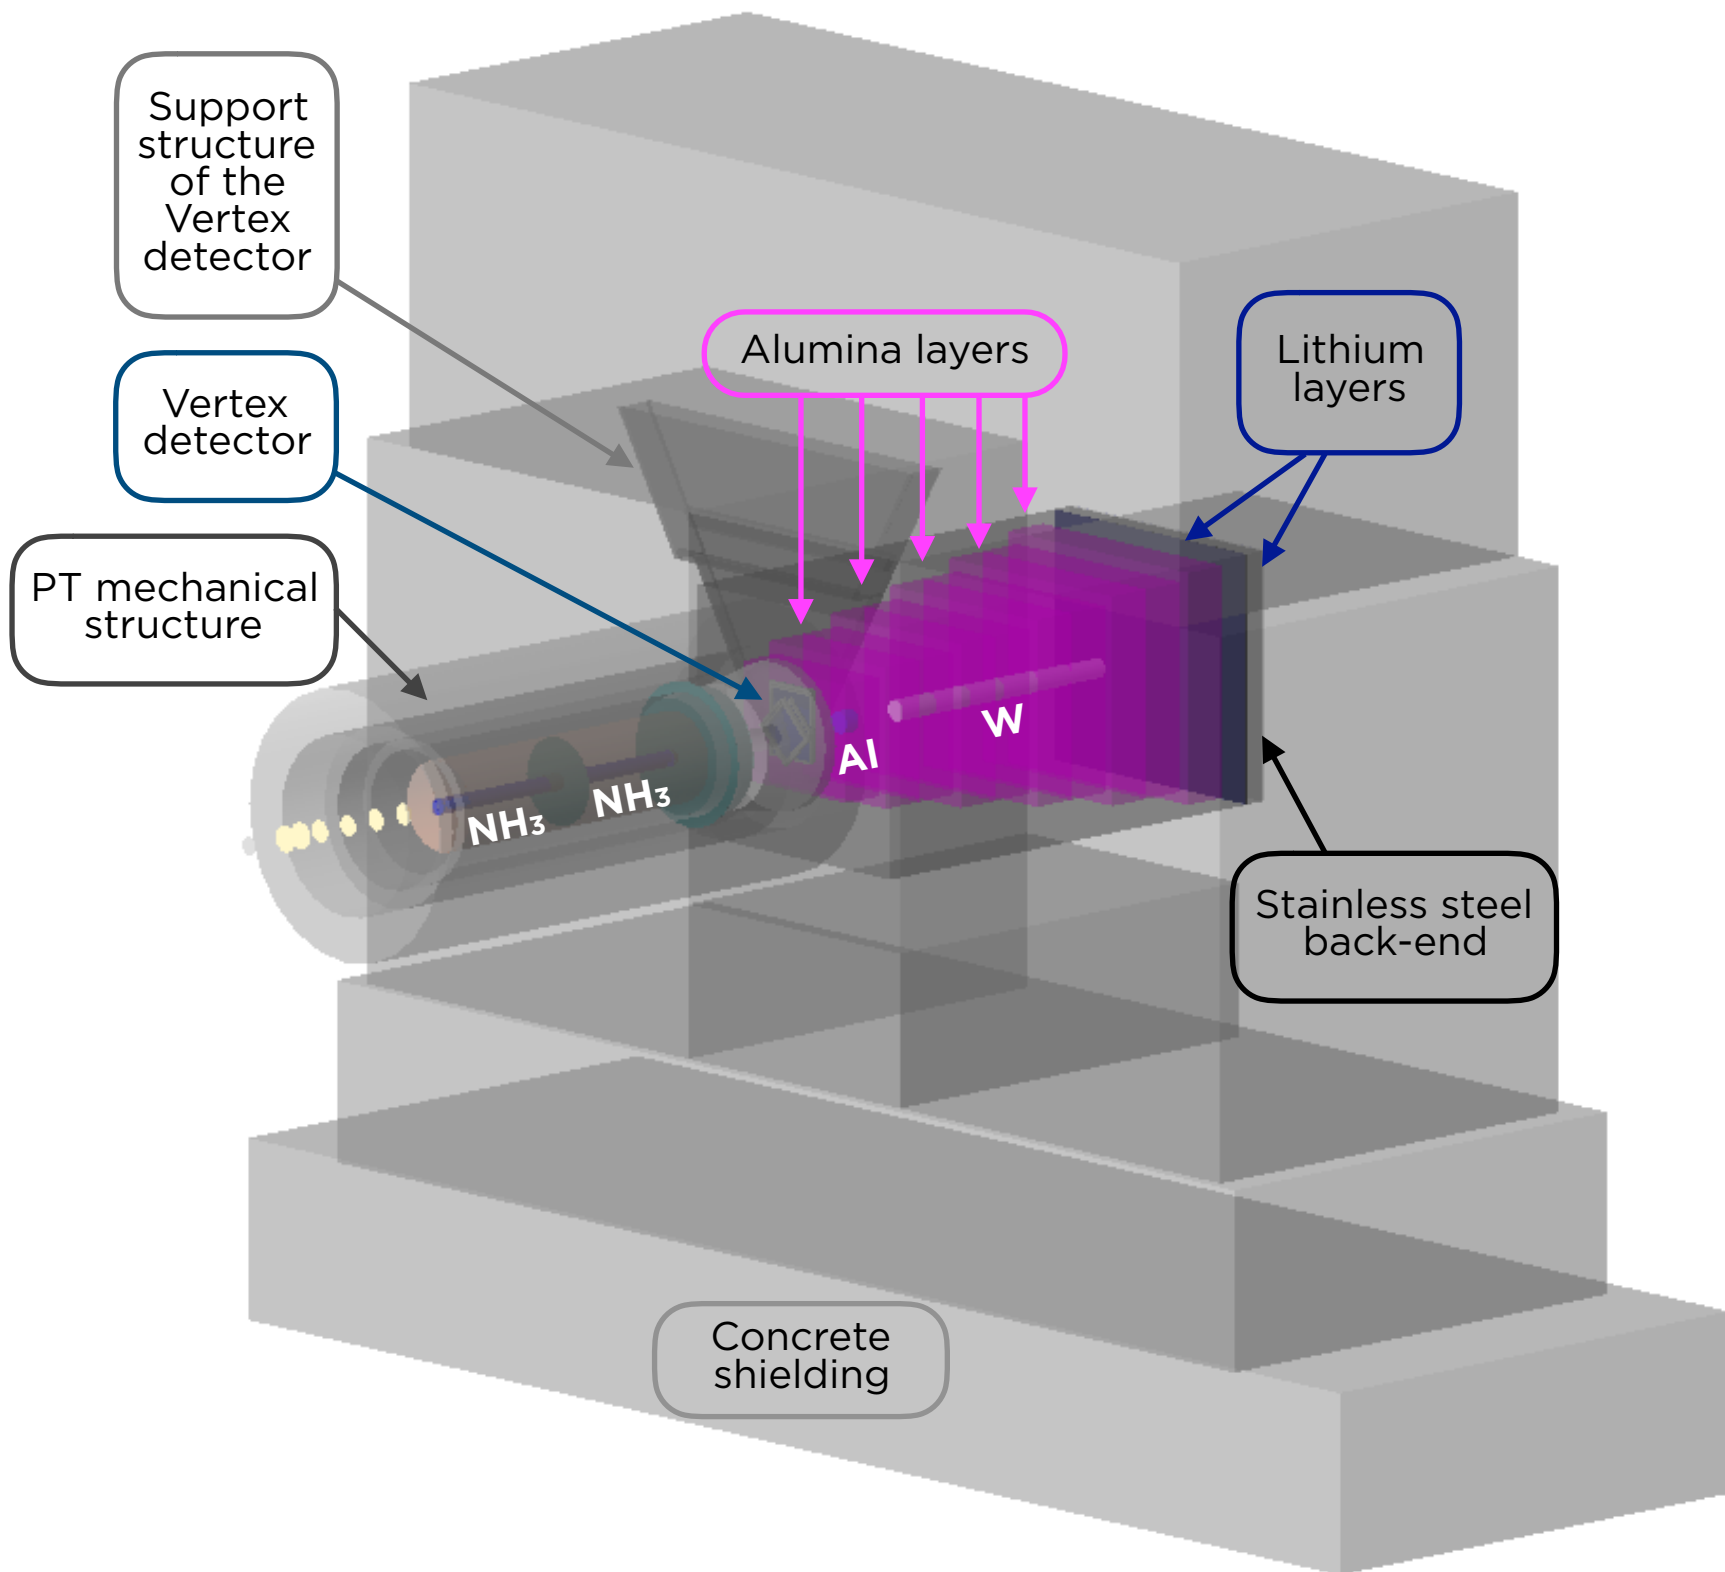 Support
structure
of the
Vertex
detector
Vertex
detector
PT mechanical
structure
Alumina layers
Lithium
layers
NH₃
NH₃
Al
W
Stainless steel
back-end
Concrete
shielding